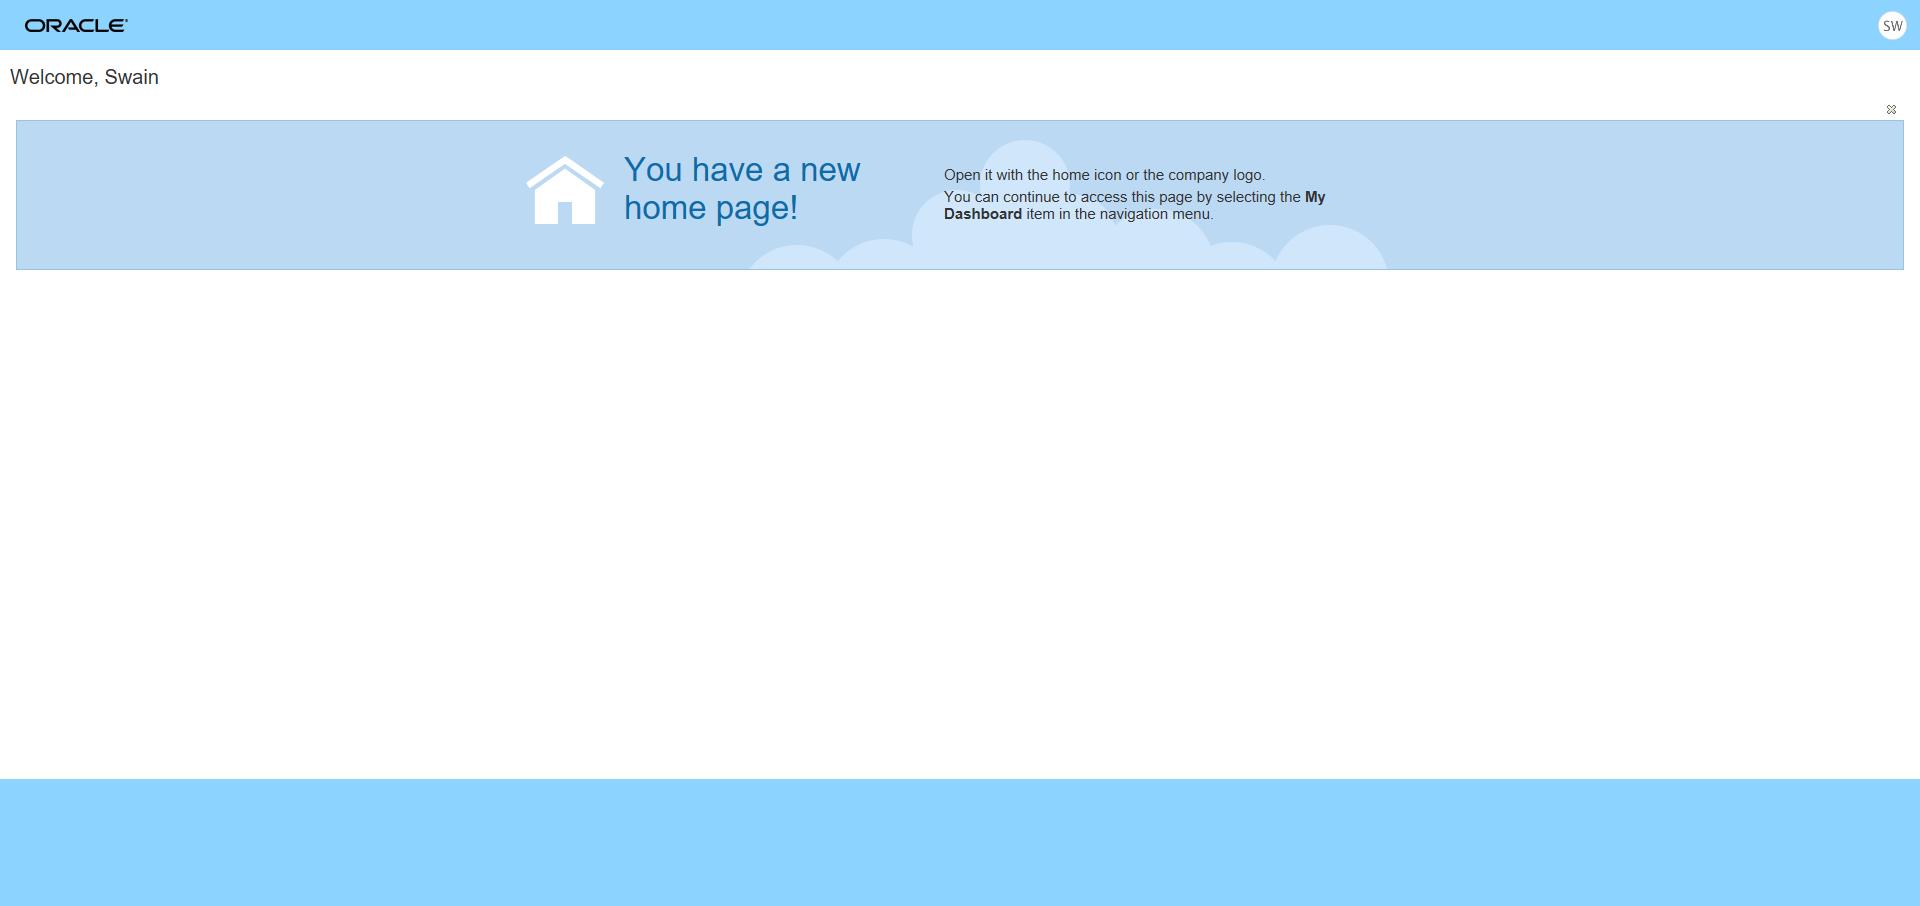 ORACLE
SW
Welcome, Swain
You have a new
home page!
Open it with the home icon or the company logo.
You can continue to access this page by selecting the My
Dashboard item in the navigation menu.